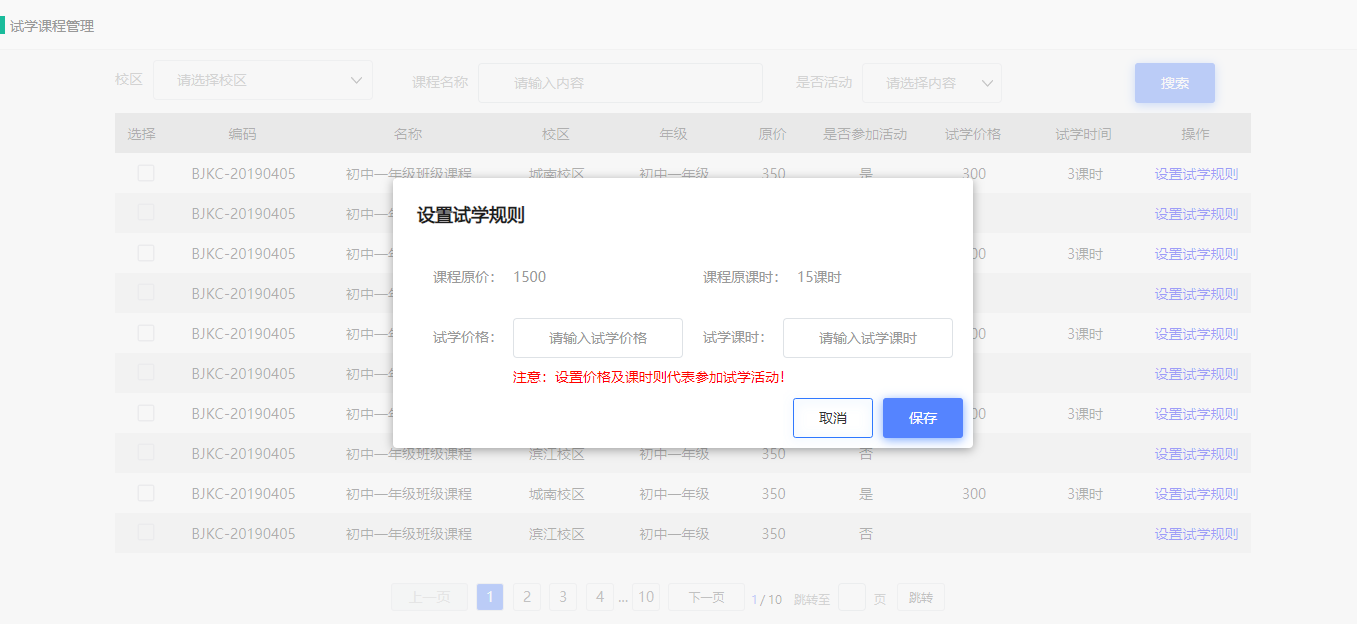 试学课程管理
校区 请选择校区 课程名称 请输入内容 是否活动 请选择内容 搜索
选择 编码 名称 校区 年级 原价 是否参加活动 试学价格 试学时间 操作
BJKC-20190405 初中一年级班级课程 城南校区 初中一年级 350 是 300 3课时 设置试学规则
BJKC-20190405 初中一 设置试学规则
BJKC-20190405 初中一 00 3课时 设置试学规则
BJKC-20190405 初中一 设置试学规则
BJKC-20190405 初中一 00 3课时 设置试学规则
BJKC-20190405 初中一 设置试学规则
BJKC-20190405 初中一 00 3课时 设置试学规则
BJKC-20190405 初中一年级班级课程 滨江校区 初中一年级 350 否 设置试学规则
BJKC-20190405 初中一年级班级课程 城南校区 初中一年级 350 是 300 3课时 设置试学规则
BJKC-20190405 初中一年级班级课程 滨江校区 初中一年级 350 否 设置试学规则
设置试学规则
课程原价： 1500 课程原课时： 15课时
试学价格： 请输入试学价格 试学课时： 请输入试学课时
注意：设置价格及课时则代表参加试学活动！
取消 保存
上一页 1 2 3 4 ... 10 下一页 1 / 10 跳转至 页 跳转